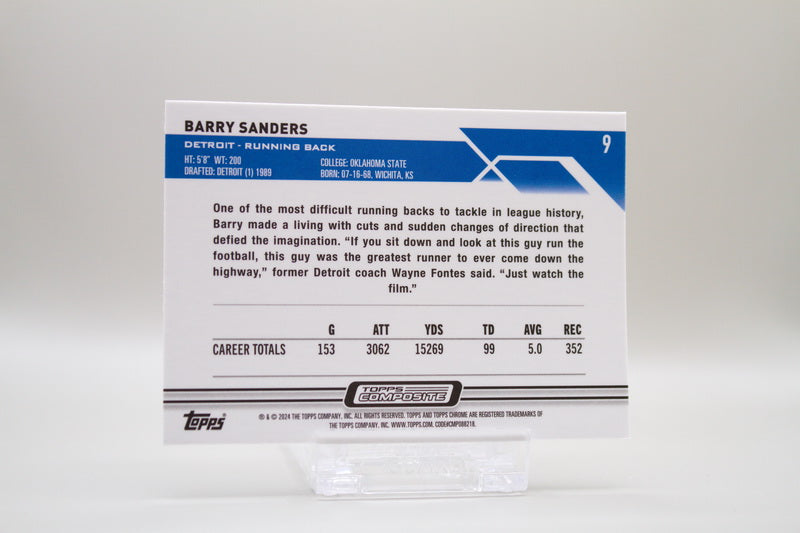 BARRY SANDERS
9
DETROIT - RUNNING BACK
HT: 5'8" WT: 200 COLLEGE: OKLAHOMA STATE
DRAFTED: DETROIT (1) 1989 BORN: 07-16-68, WICHITA, KS
One of the most difficult running backs to tackle in league history,
Barry made a living with cuts and sudden changes of direction that
defied the imagination. “If you sit down and look at this guy run the
football, this guy was the greatest runner to ever come down the
highway,” former Detroit coach Wayne Fontes said. “Just watch the
film.”
G ATT YDS TD AVG REC
CAREER TOTALS 153 3062 15269 99 5.0 352
TOPPS
COMPOSITE
Topps
® & © 2024 THE TOPPS COMPANY, INC. ALL RIGHTS RESERVED. TOPPS AND TOPPS CHROME ARE REGISTERED TRADEMARKS OF
THE TOPPS COMPANY, INC. WWW.TOPPS.COM. CODE#CMP088218.